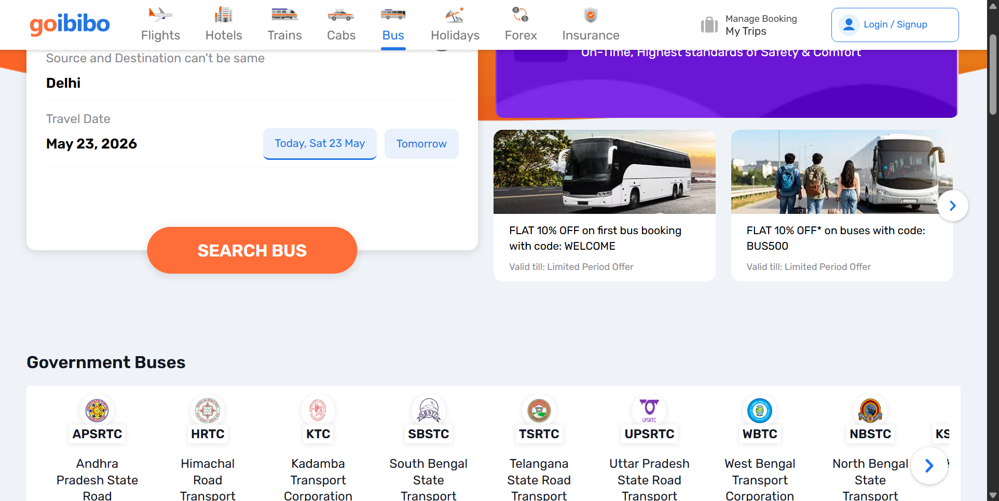 goibibo
Flights
Hotels
Trains
Cabs
Bus
Holidays
Forex
Insurance
Manage Booking
My Trips
Login / Signup
Source and Destination can't be same
Delhi
Travel Date
May 23, 2026
Today, Sat 23 May
Tomorrow
SEARCH BUS
On-Time, Highest standards of Safety & Comfort
FLAT 10% OFF on first bus booking
with code: WELCOME
Valid till: Limited Period Offer
FLAT 10% OFF* on buses with code:
BUS500
Valid till: Limited Period Offer
Government Buses
APSRTC
Andhra
Pradesh State
Road
HRTC
Himachal
Road
Transport
KTC
Kadamba
Transport
Corporation
SBSTC
SBSTC
South Bengal
State
Transport
TSRTC
Telangana
State Road
Transport
UPSRTC
UPSRTC
Uttar Pradesh
State Road
Transport
WBTC
West Bengal
Transport
Corporation
NBSTC
North Bengal
State
Transport
KS